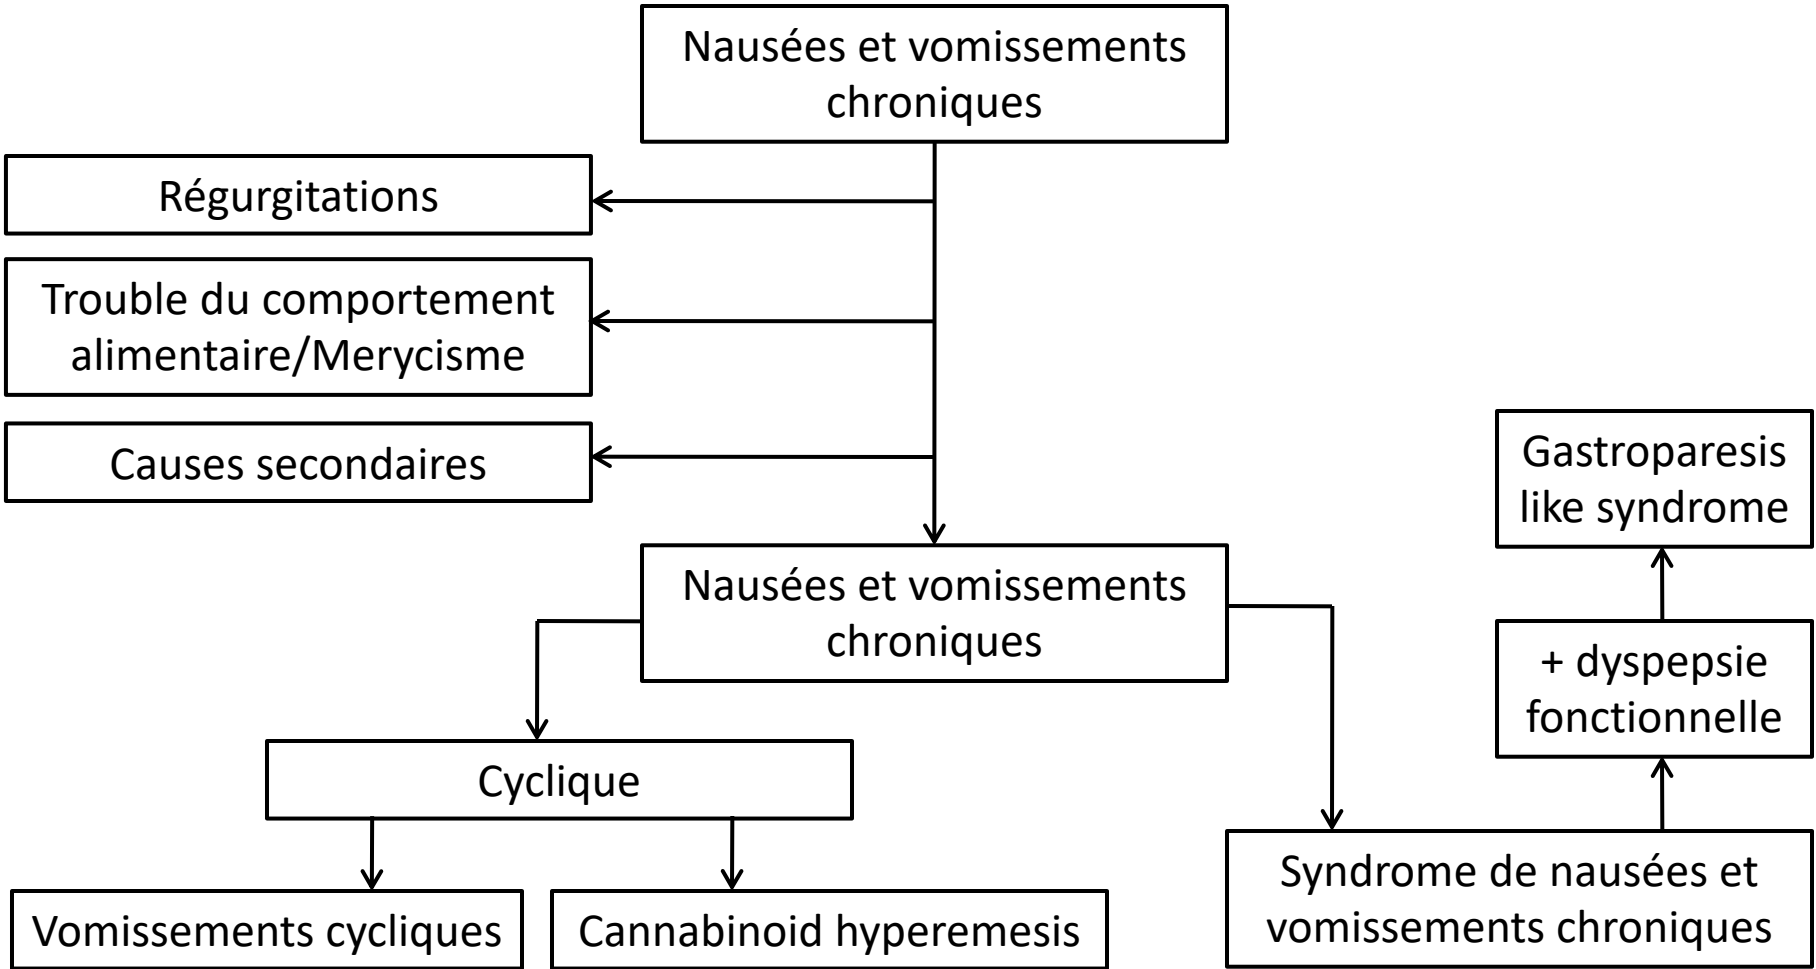 Nausées et vomissements
chroniques
Régurgitations
Trouble du comportement
alimentaire/Merycisme
Causes secondaires
Gastroparesis
like syndrome
Nausées et vomissements
chroniques
+ dyspepsie
fonctionnelle
Cyclique
Syndrome de nausées et
vomissements chroniques
Vomissements cycliques
Cannabinoid hyperemesis